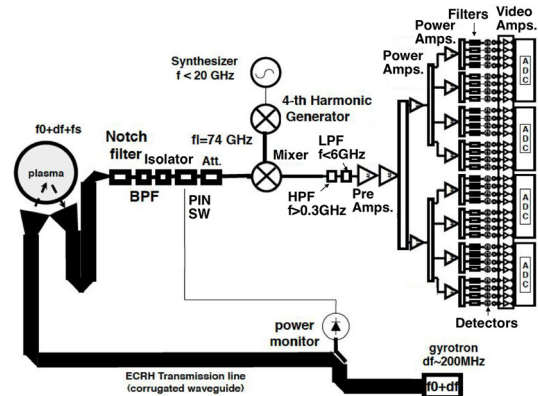 Filters
Video
Amps.
Power
Amps.
Power
Amps.
Synthesizer
f < 20 GHz
4-th Harmonic
Generator
f0+df+fs
plasma
Notch
filter
Isolator
Att.
BPF
PIN
SW
fl=74 GHz
Mixer
LPF
f<6GHz
HPF
f>0.3GHz
Pre
Amps.
ADC
ADC
ADC
ADC
Detectors
power
monitor
gyrotron
df~200MHz
f0+df
ECRH Transmission line
(corrugated waveguide)